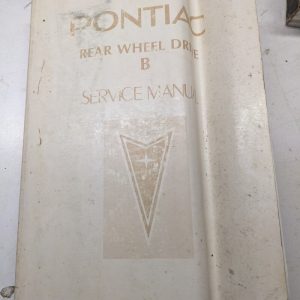 PONTIAC
REAR WHEEL DRIVE
B
SERVICE MANUAL